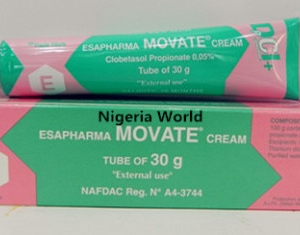 ESAPHARMA MOVATE® CREAM
Clobetasol Propionate 0,05%
Tube of 30 g
"External use"
E
Nigeria World
ESAPHARMA MOVATE® CREAM
TUBE OF 30 g
"External use"
NAFDAC Reg. N° A4-3744